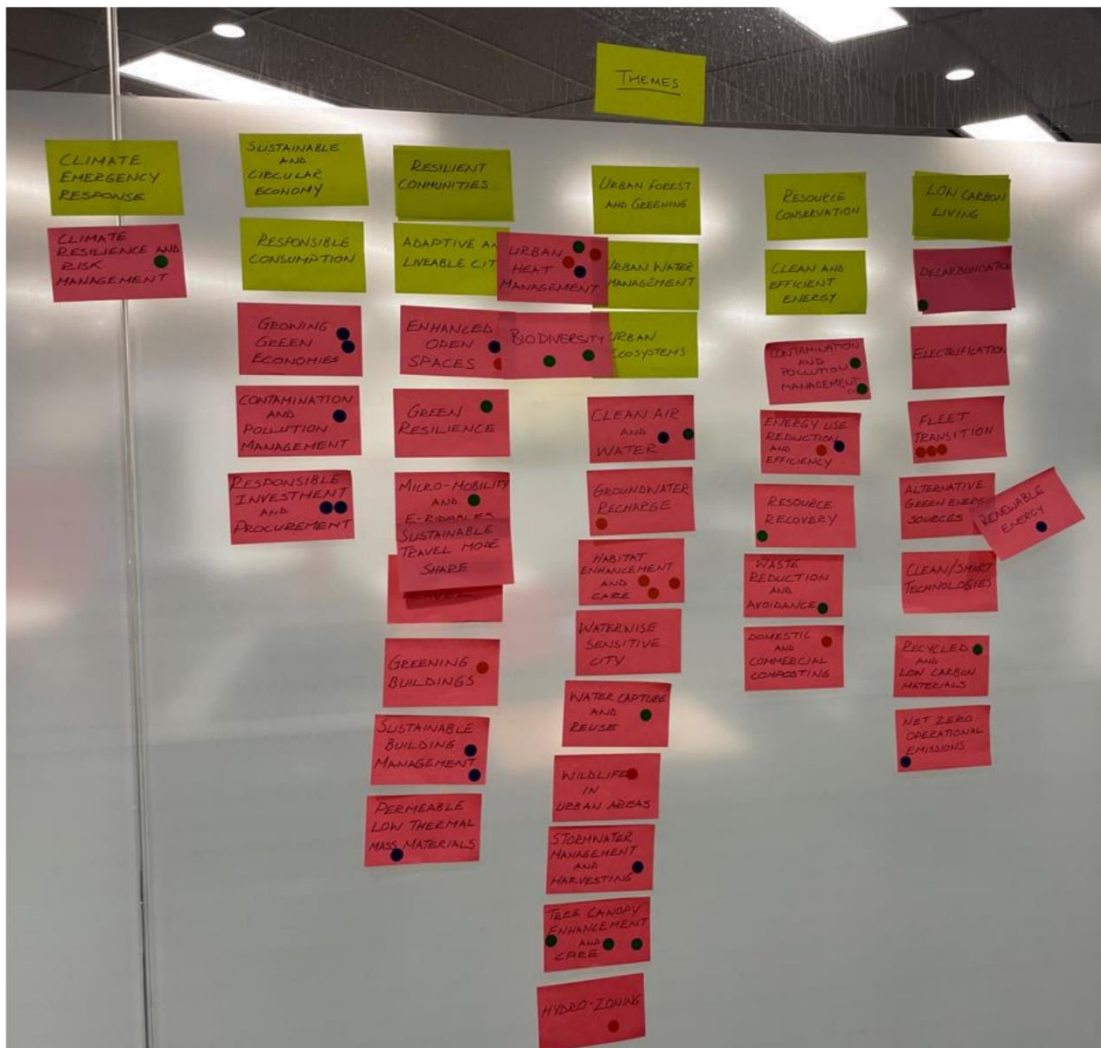 THEMES
CLIMATE
EMERGENCY
RESPONSE
CLIMATE
RESILIENCE AND
RISK
MANAGEMENT
SUSTAINABLE
AND
CIRCULAR
ECONOMY
RESPONSIBLE
CONSUMPTION
GROWING
GREEN
ECONOMIES
CONTAMINATION
AND
POLLUTION
MANAGEMENT
RESPONSIBLE
INVESTMENT
AND
PROCUREMENT
RESILIENT
COMMUNITIES
ADAPTIVE AN
LIVEABLE CIT
ENHANCED
OPEN
SPACES
GREEN
RESILIENCE
MICRO-MOBILITY
AND
E-RIDABLES
SUSTAINABLE
TRAVEL MODE
SHARE
GREENING
BUILDINGS
SUSTAINABLE
BUILDING
MANAGEMENT
PERMEABLE
LOW THERMAL
MASS MATERIALS
URBAN
HEAT
MANAGEMENT
BIODIVERSITY
URBAN FOREST
AND GREENING
URBAN WATER
MANAGEMENT
URBAN
ECOSYSTEMS
CLEAN AIR
AND
WATER
GROUNDWATER
RECHARGE
HABITAT
ENHANCEMENT
AND
CARE
WATERWISE
SENSITIVE
CITY
WATER CAPTURE
AND
REUSE
WILDLIFE
IN
URBAN AREAS
STORMWATER
MANAGEMENT
AND
HARVESTING
TREE CANOPY
ENHANCEMENT
AND
CARE
HYDRO-ZONING
RESOURCE
CONSERVATION
CLEAN AND
EFFICIENT
ENERGY
CONTAMINATION
AND
POLLUTION
MANAGEMENT
ENERGY USE
REDUCTION
AND
EFFICIENCY
RESOURCE
RECOVERY
WASTE
REDUCTION
AND
AVOIDANCE
DOMESTIC
AND
COMMERCIAL
COMPOSTING
LOW CARBON
LIVING
DECARBONISATION
ELECTRIFICATION
FLEET
TRANSITION
ALTERNATIVE
GREEN ENERGY
SOURCES
RENEWABLE
ENERGY
CLEAN/SMART
TECHNOLOGIES
RECYCLED
AND
LOW CARBON
MATERIALS
NET ZERO
OPERATIONAL
EMISSIONS